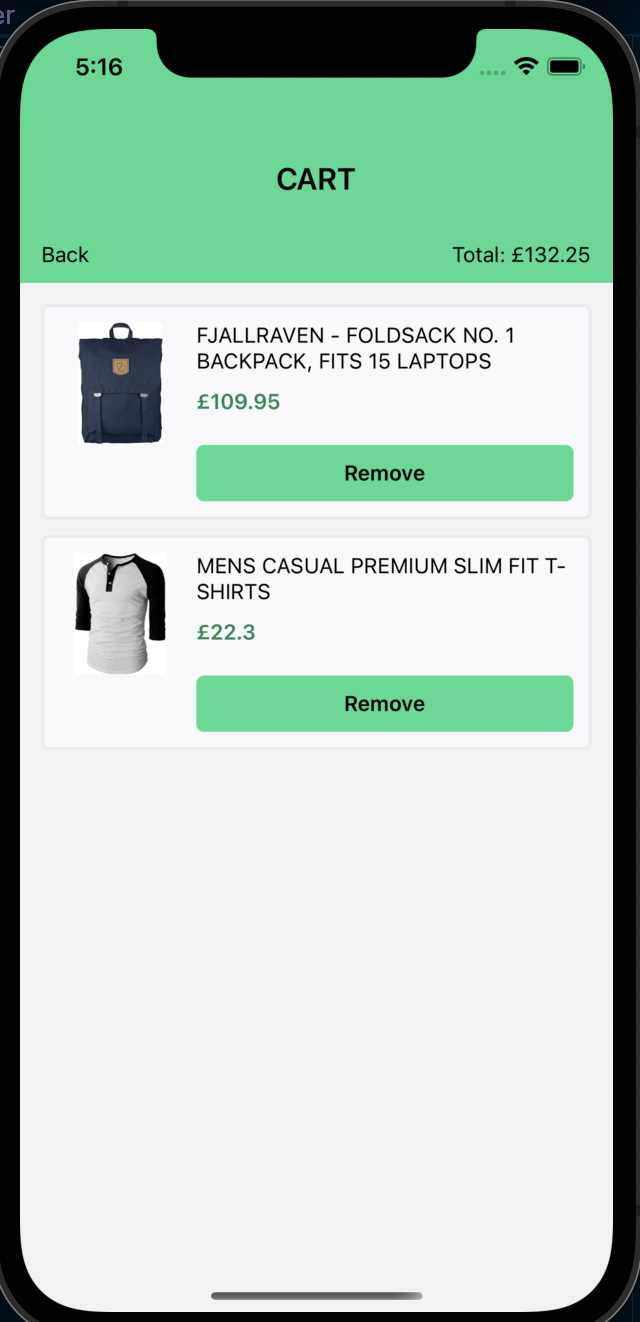 er
5:16
CART
Back
Total: £132.25
FJALLRAVEN - FOLDSACK NO. 1
BACKPACK, FITS 15 LAPTOPS
£109.95
Remove
MENS CASUAL PREMIUM SLIM FIT T-
SHIRTS
£22.3
Remove